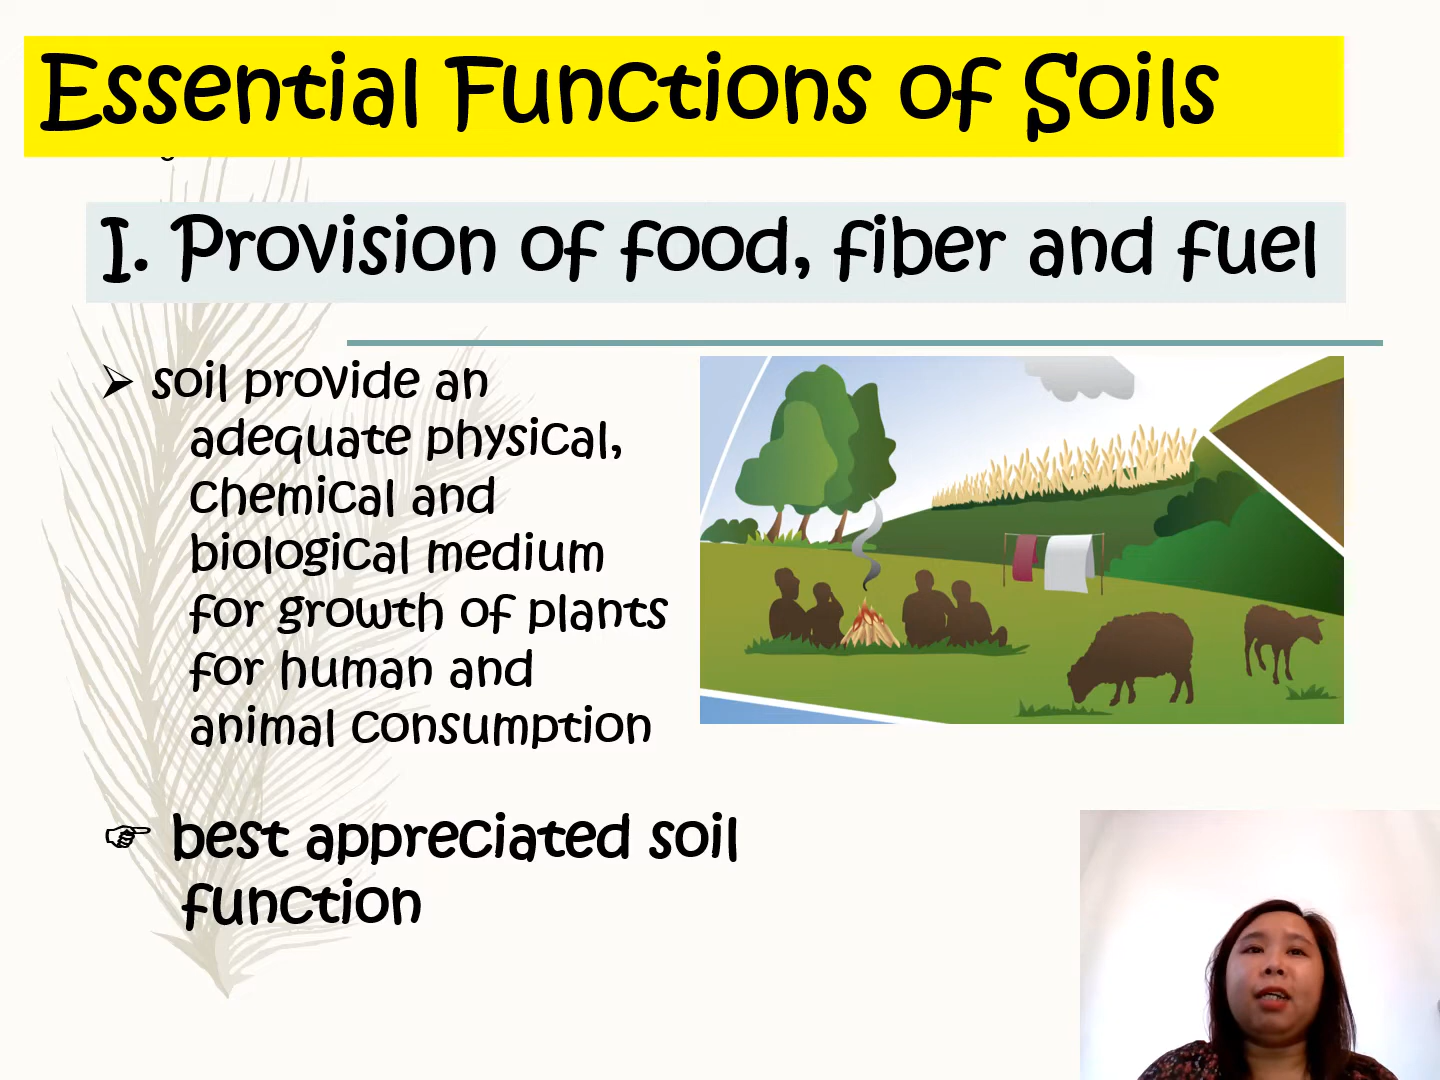 Essential Functions of Soils
I. Provision of food, fiber and fuel
➢ soil provide an
adequate physical,
chemical and
biological medium
for growth of plants
for human and
animal consumption
☞ best appreciated soil
function